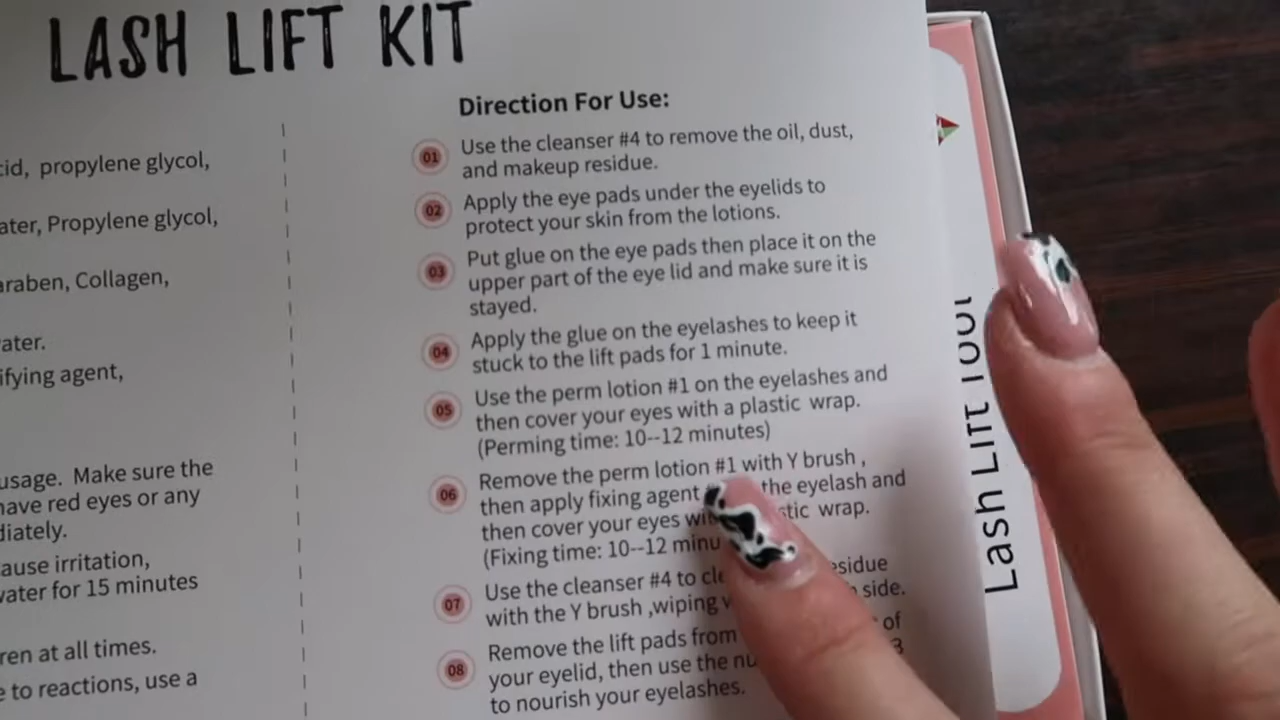 LASH LIFT KIT
cid, propylene glycol,
ater, Propylene glycol,
araben, Collagen,
ater.
ifying agent,
usage. Make sure the
have red eyes or any
diately.
ause irritation,
water for 15 minutes
ren at all times.
e to reactions, use a
Direction For Use:
01 Use the cleanser #4 to remove the oil, dust,
and makeup residue.
02 Apply the eye pads under the eyelids to
protect your skin from the lotions.
03 Put glue on the eye pads then place it on the
upper part of the eye lid and make sure it is
stayed.
04 Apply the glue on the eyelashes to keep it
stuck to the lift pads for 1 minute.
05 Use the perm lotion #1 on the eyelashes and
then cover your eyes with a plastic wrap.
(Perming time: 10--12 minutes)
06 Remove the perm lotion #1 with Y brush ,
then apply fixing agent the eyelash and
then cover your eyes wi stic wrap.
(Fixing time: 10--12 minu
07 Use the cleanser #4 to cle esidue
with the Y brush ,wiping side.
08 Remove the lift pads from of
your eyelid, then use the nu 3
to nourish your eyelashes.
Lash Lift Tool